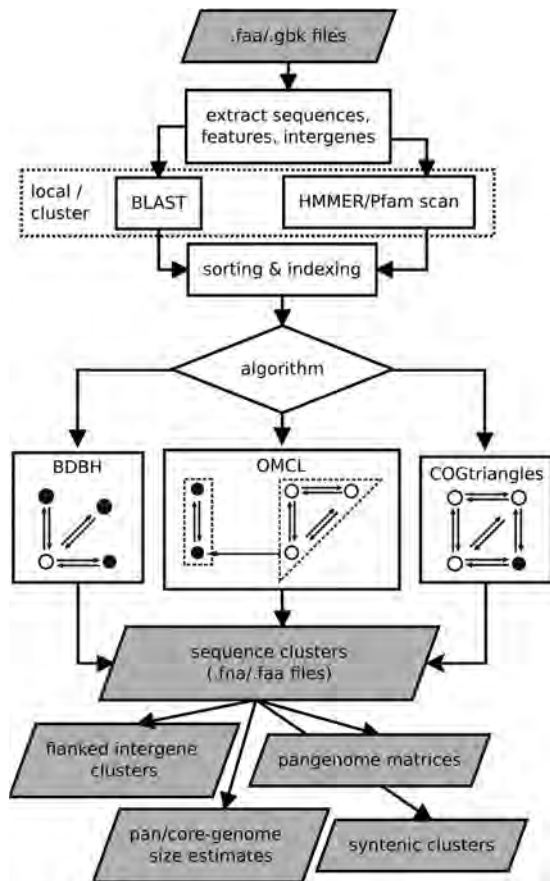 .faa/.gbk files
extract sequences,
features, intergenes
local /
cluster
BLAST
HMMER/Pfam scan
sorting & indexing
algorithm
BDBH
OMCL
COGtriangles
sequence clusters
(.fna/.faa files)
flanked intergene
clusters
pangenome matrices
pan/core-genome
size estimates
syntenic clusters